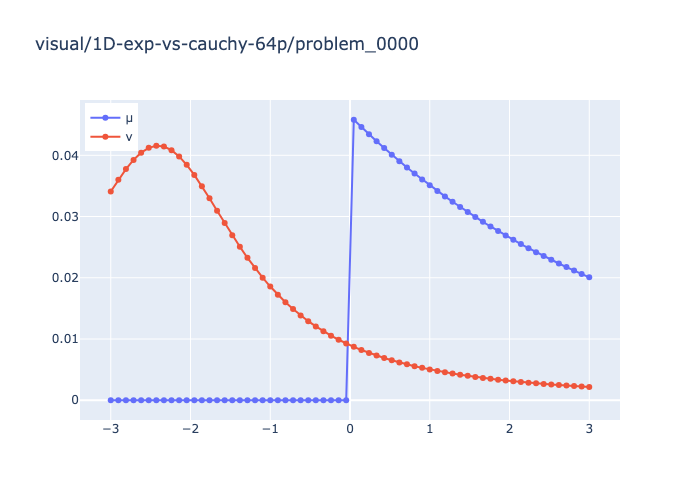 visual/1D-exp-vs-cauchy-64p/problem_0000
μ
ν
0.04
0.03
0.02
0.01
0
−3 −2 −1 0 1 2 3